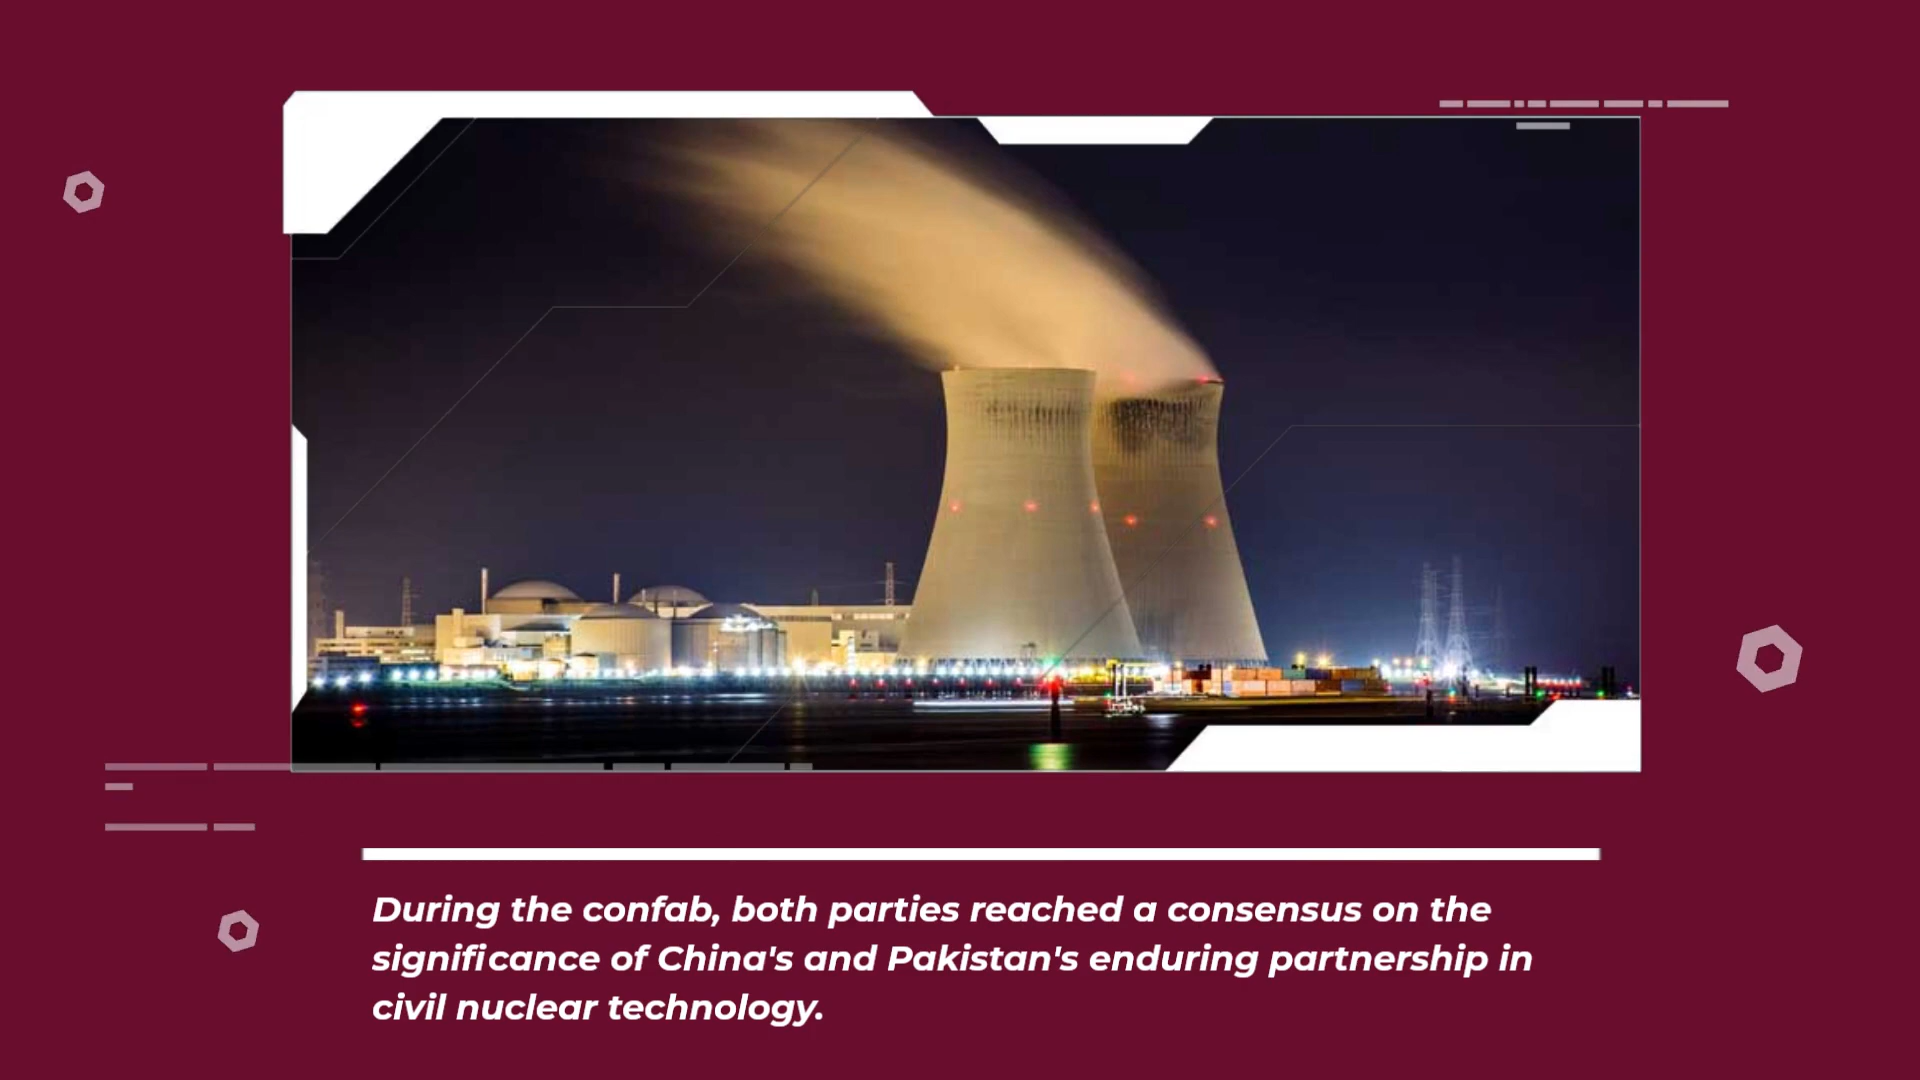 During the confab, both parties reached a consensus on the
significance of China's and Pakistan's enduring partnership in
civil nuclear technology.